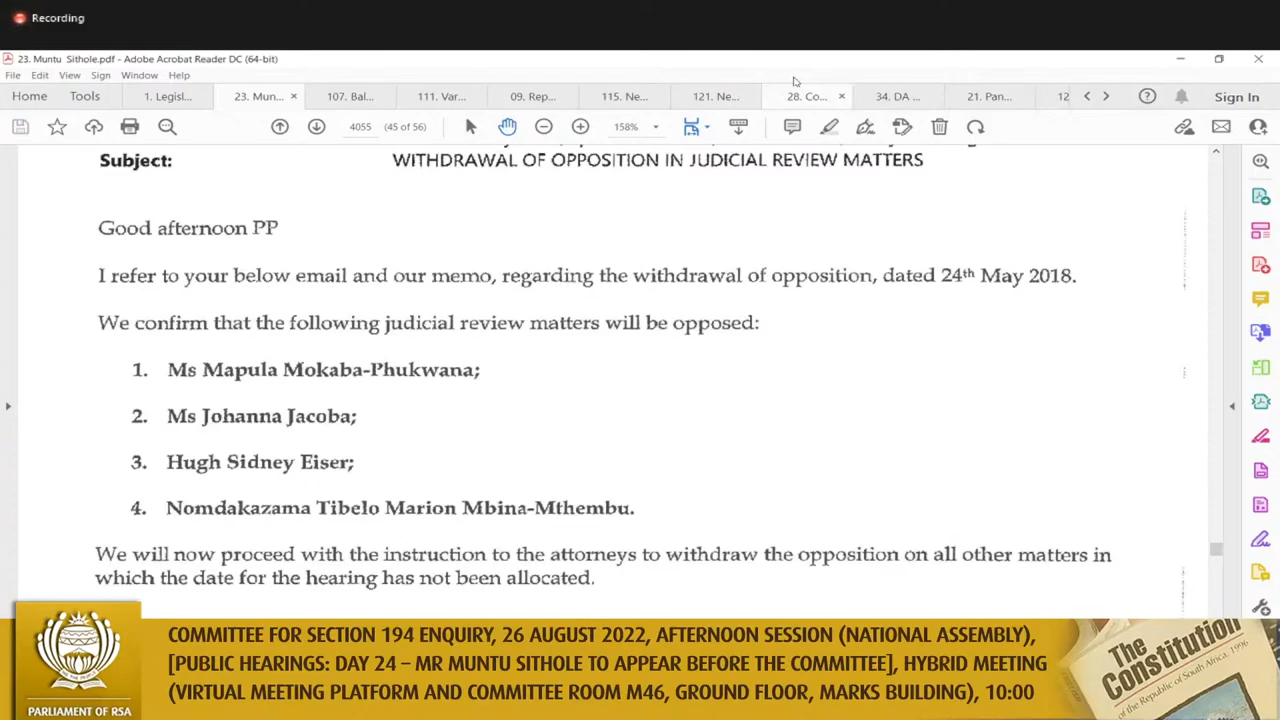 Recording
23. Muntu Sithole.pdf - Adobe Acrobat Reader DC (64-bit)
File Edit View Sign Window Help
Home Tools 1. Legisl... 23. Mun... × 107. Bal... 111. Var... 09. Rep... 115. Ne... 121. Ne... 28. Co... × 34. DA ... 21. Pan... 12 Sign In
4055 (45 of 56) 158%
Subject: WITHDRAWAL OF OPPOSITION IN JUDICIAL REVIEW MATTERS
Good afternoon PP
I refer to your below email and our memo, regarding the withdrawal of opposition, dated 24th May 2018.
We confirm that the following judicial review matters will be opposed:
1. Ms Mapula Mokaba-Phukwana;
2. Ms Johanna Jacoba;
3. Hugh Sidney Eiser;
4. Nomdakazama Tibelo Marion Mbina-Mthembu.
We will now proceed with the instruction to the attorneys to withdraw the opposition on all other matters in
which the date for the hearing has not been allocated.
COMMITTEE FOR SECTION 194 ENQUIRY, 26 AUGUST 2022, AFTERNOON SESSION (NATIONAL ASSEMBLY),
[PUBLIC HEARINGS: DAY 24 – MR MUNTU SITHOLE TO APPEAR BEFORE THE COMMITTEE], HYBRID MEETING
(VIRTUAL MEETING PLATFORM AND COMMITTEE ROOM M46, GROUND FLOOR, MARKS BUILDING), 10:00
PARLIAMENT OF RSA
The
Constitution
of the Republic of South Africa, 1996